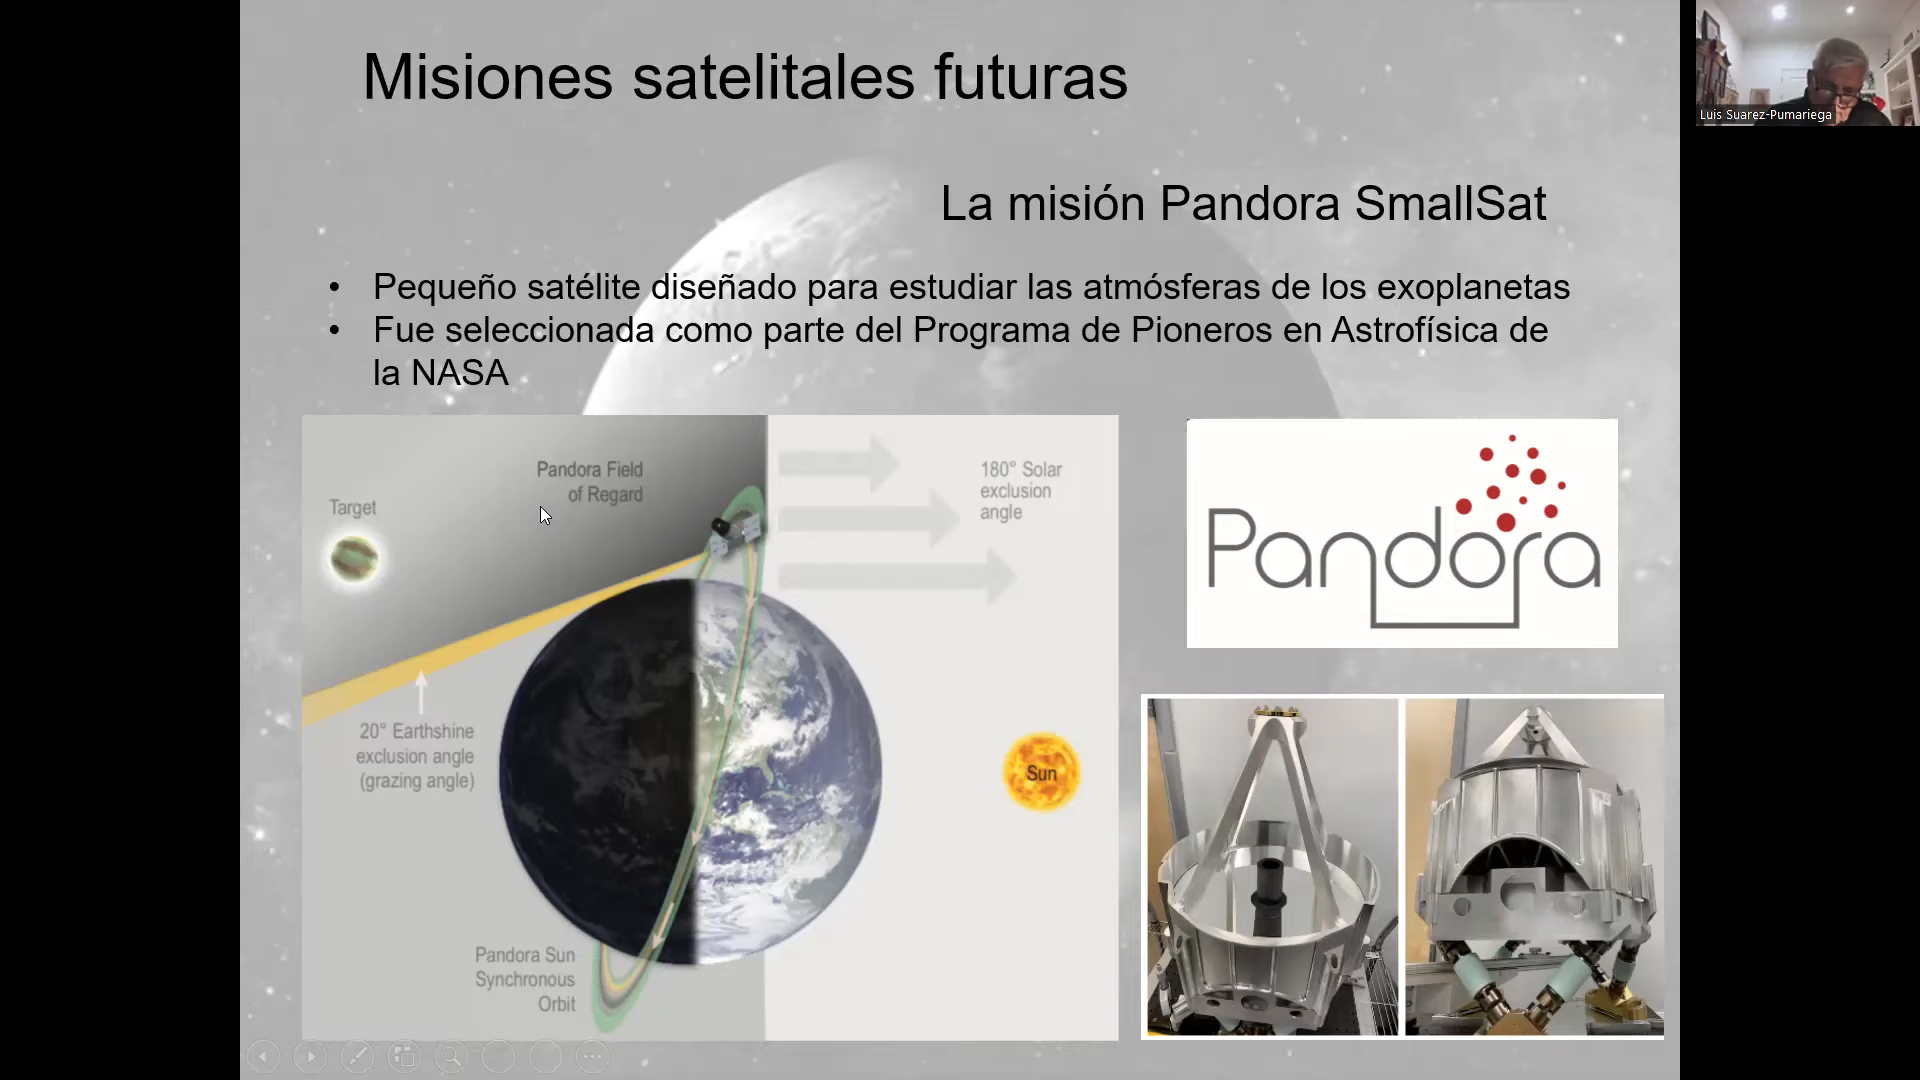 Misiones satelitales futuras
Luis Suarez-Pumariega
La misión Pandora SmallSat
• Pequeño satélite diseñado para estudiar las atmósferas de los exoplanetas
• Fue seleccionada como parte del Programa de Pioneros en Astrofísica de
la NASA
Target
Pandora Field
of Regard
180° Solar
exclusion
angle
20° Earthshine
exclusion angle
(grazing angle)
Sun
Pandora Sun
Synchronous
Orbit
Pandora